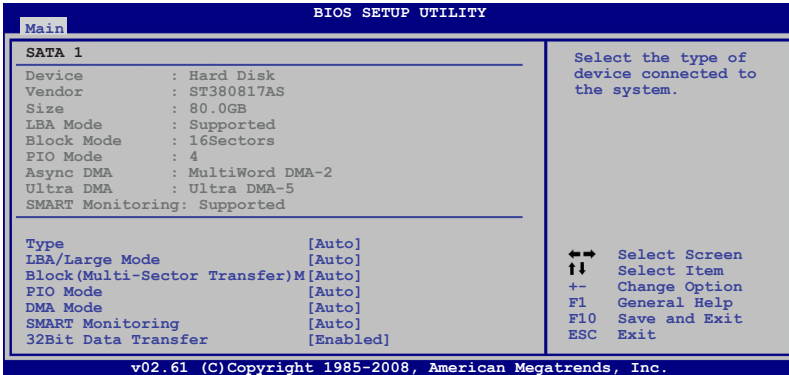 BIOS SETUP UTILITY
Main
SATA 1
Device : Hard Disk
Vendor : ST380817AS
Size : 80.0GB
LBA Mode : Supported
Block Mode : 16Sectors
PIO Mode : 4
Async DMA : MultiWord DMA-2
Ultra DMA : Ultra DMA-5
SMART Monitoring: Supported
Type [Auto]
LBA/Large Mode [Auto]
Block(Multi-Sector Transfer)M[Auto]
PIO Mode [Auto]
DMA Mode [Auto]
SMART Monitoring [Auto]
32Bit Data Transfer [Enabled]
Select the type of
device connected to
the system.
←→ Select Screen
↑↓ Select Item
+- Change Option
F1 General Help
F10 Save and Exit
ESC Exit
v02.61 (C)Copyright 1985-2008, American Megatrends, Inc.